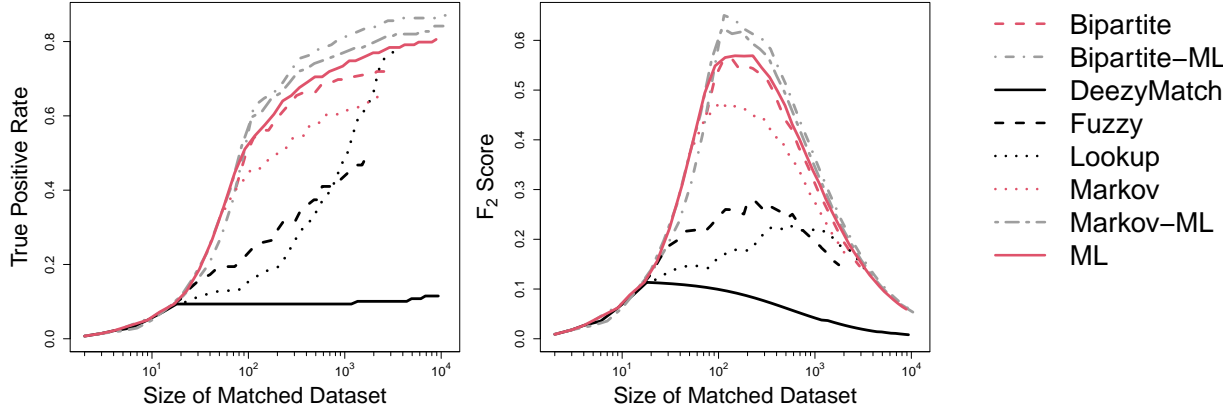 True Positive Rate
0.0
0.2
0.4
0.6
0.8
10^1
10^2
10^3
10^4
Size of Matched Dataset
F₂ Score
0.0
0.1
0.2
0.3
0.4
0.5
0.6
10^1
10^2
10^3
10^4
Size of Matched Dataset
Bipartite
Bipartite−ML
DeezyMatch
Fuzzy
Lookup
Markov
Markov−ML
ML